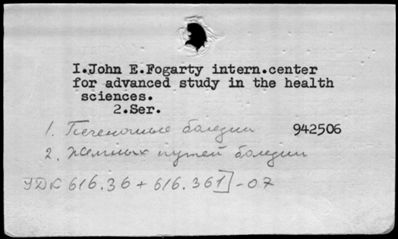 I.John E.Fogarty intern.center
for advanced study in the health
sciences.
2.Ser.
1. Печеночные болезни 942506
2. Желчных путей болезни
УДК 616.36 + 616.361]-07